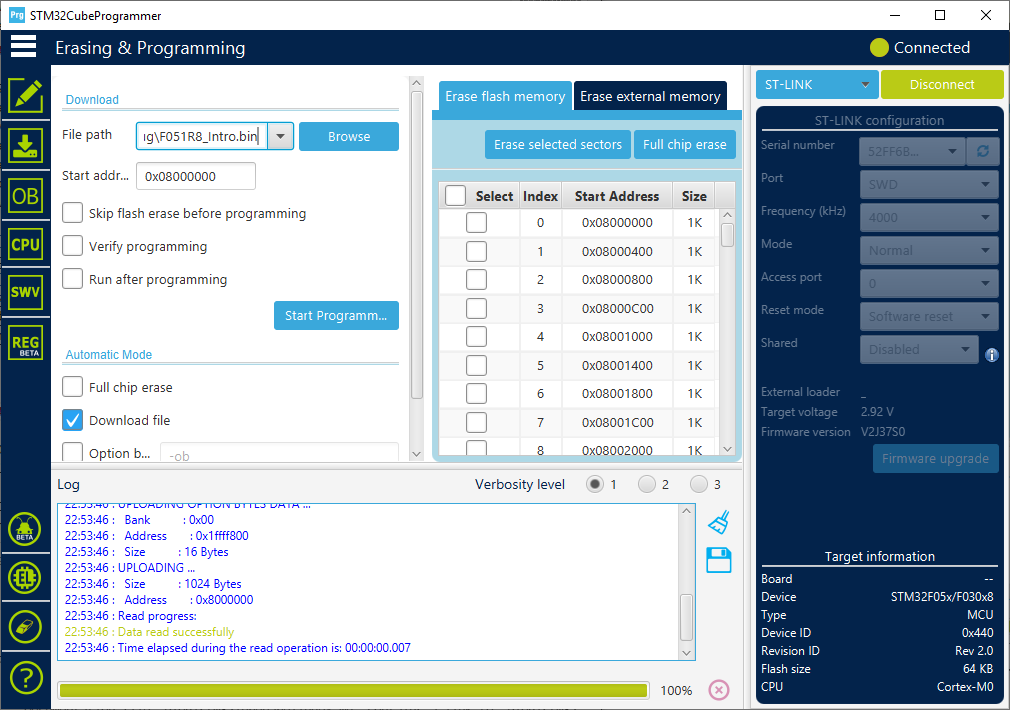 Prg STM32CubeProgrammer
Erasing & Programming
Connected
OB
CPU
SWV
REG
BETA
BETA
EL
?
Download
File path
ıg\F051R8_Intro.bin
Browse
Start addr...
0x08000000
Skip flash erase before programming
Verify programming
Run after programming
Start Programm...
Automatic Mode
Full chip erase
Download file
Option b...
-ob
Erase flash memory
Erase external memory
Erase selected sectors
Full chip erase
Select Index Start Address Size
0 0x08000000 1K
1 0x08000400 1K
2 0x08000800 1K
3 0x08000C00 1K
4 0x08001000 1K
5 0x08001400 1K
6 0x08001800 1K
7 0x08001C00 1K
8 0x08002000 1K
Log
Verbosity level 1 2 3
22:53:46 : UPLOADING OPTION BYTES DATA ...
22:53:46 : Bank : 0x00
22:53:46 : Address : 0x1ffff800
22:53:46 : Size : 16 Bytes
22:53:46 : UPLOADING ...
22:53:46 : Size : 1024 Bytes
22:53:46 : Address : 0x8000000
22:53:46 : Read progress:
22:53:46 : Data read successfully
22:53:46 : Time elapsed during the read operation is: 00:00:00.007
100%
ST-LINK
Disconnect
ST-LINK configuration
Serial number 52FF6B...
Port SWD
Frequency (kHz) 4000
Mode Normal
Access port 0
Reset mode Software reset
Shared Disabled
i
External loader _
Target voltage 2.92 V
Firmware version V2J37S0
Firmware upgrade
Target information
Board --
Device STM32F05x/F030x8
Type MCU
Device ID 0x440
Revision ID Rev 2.0
Flash size 64 KB
CPU Cortex-M0